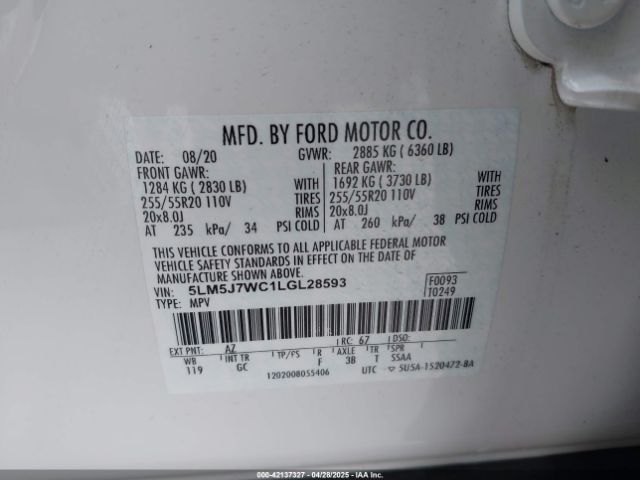 MFD. BY FORD MOTOR CO.
DATE: 08/20 GVWR: 2885 KG ( 6360 LB)
FRONT GAWR: REAR GAWR:
1284 KG ( 2830 LB) WITH 1692 KG ( 3730 LB) WITH
255/55R20 110V TIRES 255/55R20 110V TIRES
20x8.0J RIMS 20x8.0J RIMS
AT 235 kPa/ 34 PSI COLD AT 260 kPa/ 38 PSI COLD
THIS VEHICLE CONFORMS TO ALL APPLICABLE FEDERAL MOTOR
VEHICLE SAFETY STANDARDS IN EFFECT ON THE DATE OF
MANUFACTURE SHOWN ABOVE.
VIN: 5LM5J7WC1LGL28593 F0093
TYPE: MPV T0249
EXT PNT: AZ RC: 67 DSO:
WB INT TR TP/PS R AXLE TR SPR
119 GC F 3B T SSAA
1202008055406 UTC SU5A-1520472-BA
000-42137327 - 04/28/2025 - IAAI.COM